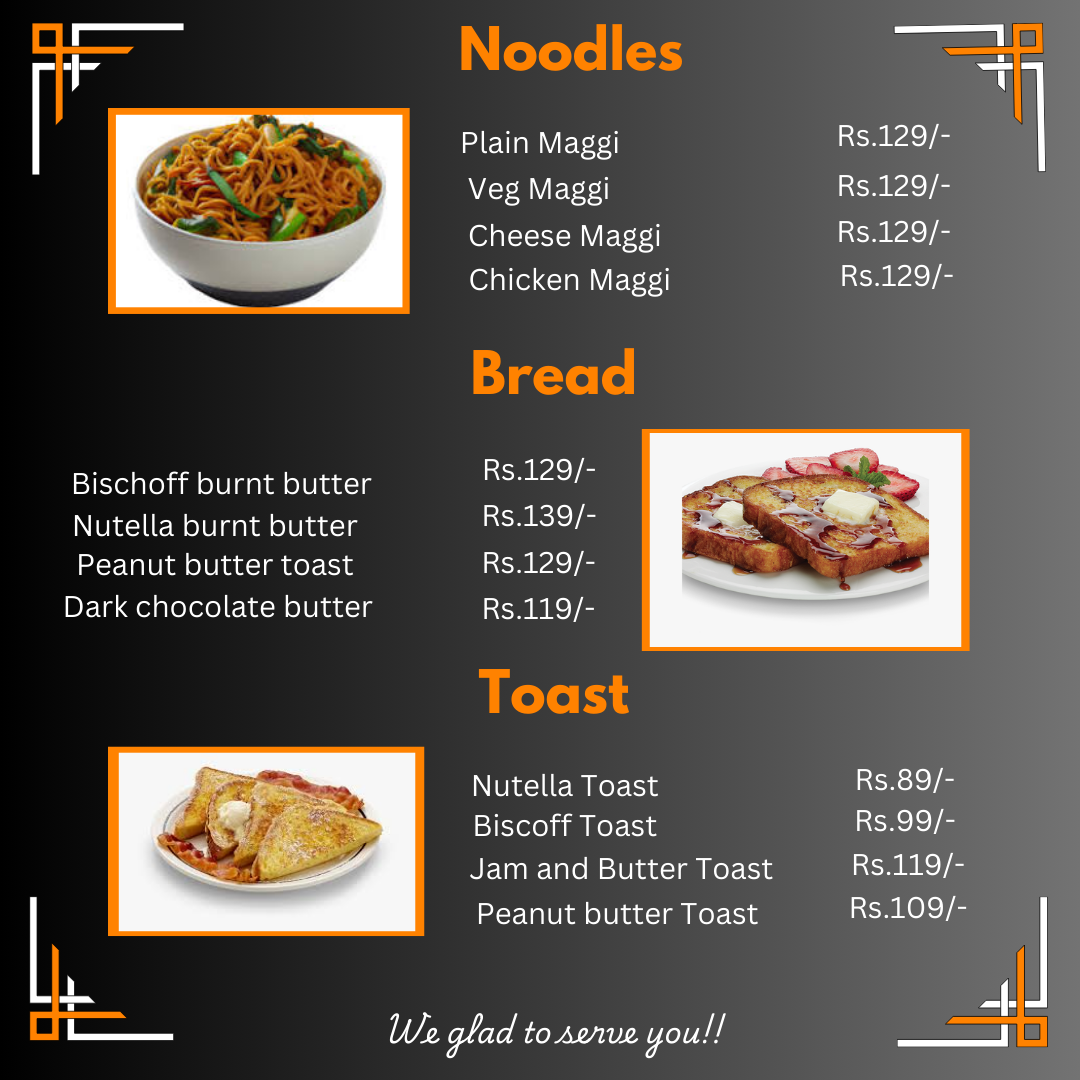 Noodles
Plain Maggi Rs.129/-
Veg Maggi Rs.129/-
Cheese Maggi Rs.129/-
Chicken Maggi Rs.129/-
Bread
Bischoff burnt butter Rs.129/-
Nutella burnt butter Rs.139/-
Peanut butter toast Rs.129/-
Dark chocolate butter Rs.119/-
Toast
Nutella Toast Rs.89/-
Biscoff Toast Rs.99/-
Jam and Butter Toast Rs.119/-
Peanut butter Toast Rs.109/-
We glad to serve you!!